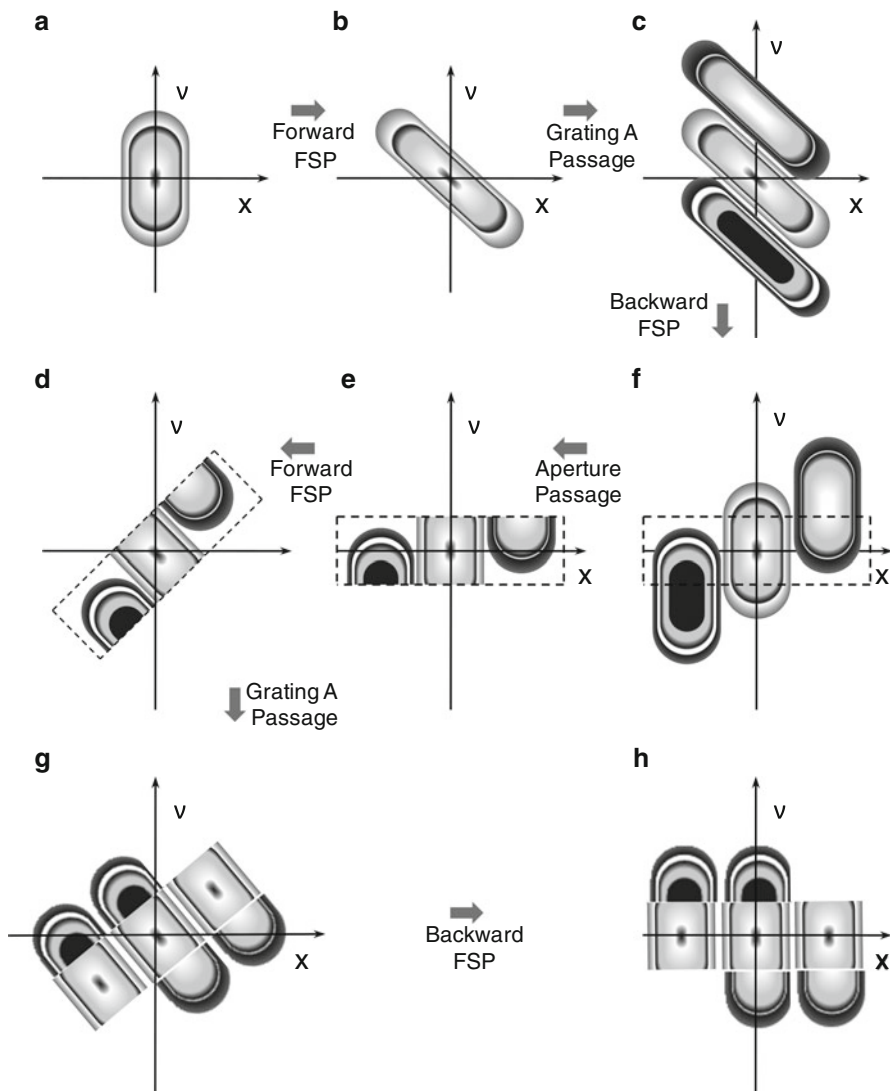 a
b
c
ν
ν
ν
Forward
FSP
Grating A
Passage
X
X
X
Backward
FSP
d
e
f
ν
ν
ν
Forward
FSP
Aperture
Passage
X
X
Grating A
Passage
g
h
ν
ν
Backward
FSP
X
X